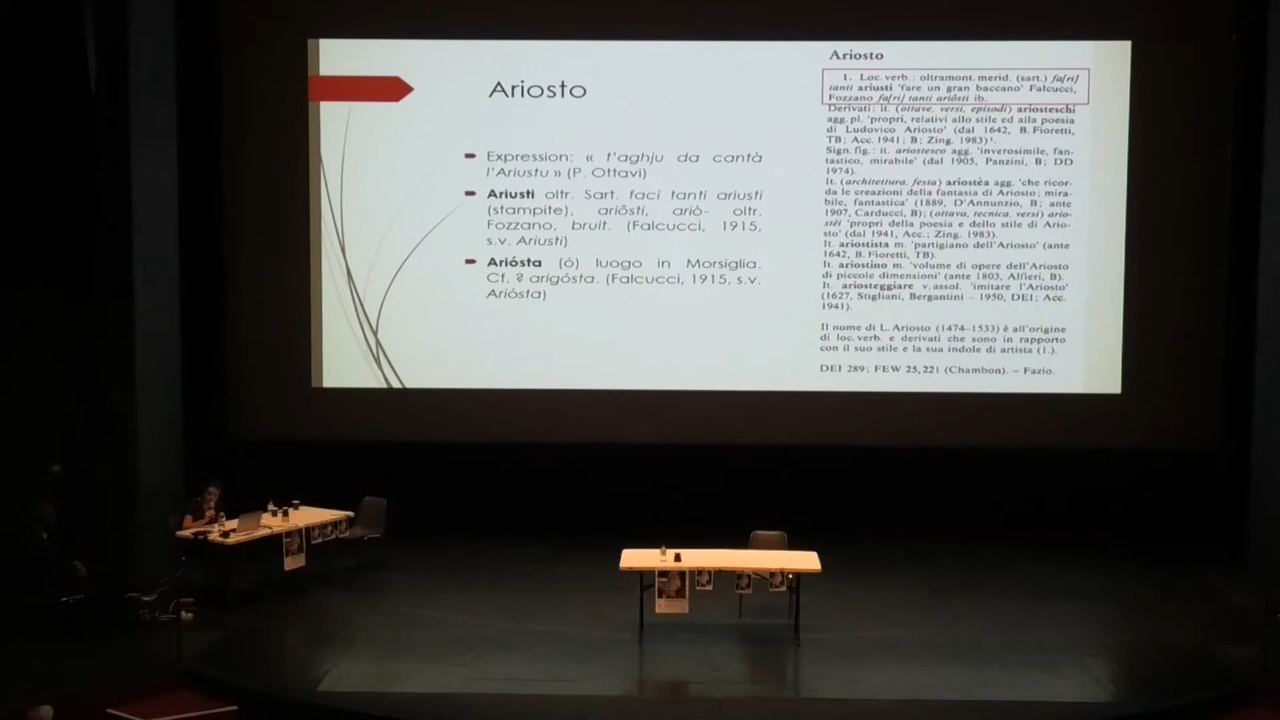 Ariosto
Expression: « t'aghju da cantà
l'Ariustu » (P. Ottavi)
Ariusti oltr. Sart. faci tanti ariusti
(stampite), ariôsti, ariò- oltr.
Fozzano, bruit. (Falcucci, 1915,
s.v. Ariusti)
Ariósta (ó) luogo in Morsiglia.
Cf. ? arigósta. (Falcucci, 1915, s.v.
Ariósta)
Ariosto
1. Loc. verb.: oltramont. merid. (sart.) fa[ri]
tanti ariusti 'fare un gran baccano' Falcucci,
Fozzano fa[ri] tanti ariôsti ib.
Derivati: it. (ottave, versi, episodi) ariosteschi
agg. pl. 'propri, relativi allo stile ed alla poesia
di Ludovico Ariosto' (dal 1642, B. Fioretti,
TB; Acc. 1941; B; Zing. 1983)¹.
Sign. fig.: it. ariostesco agg. 'inverosimile, fan-
tastico, mirabile' (dal 1905, Panzini, B; DD
1974).
It. (architettura, festa) ariostèa agg. 'che ricor-
da le creazioni della fantasia di Ariosto; mira-
bile, fantastica' (1889, D'Annunzio, B; ante
1907, Carducci, B); (ottava, tecnica, versi) ario-
stèi 'propri della poesia e dello stile di Ario-
sto' (dal 1941, Acc.; Zing. 1983).
It. ariostista m. 'partigiano dell'Ariosto' (ante
1642, B. Fioretti, TB).
It. ariostino m. 'volume di opere dell'Ariosto
di piccole dimensioni' (ante 1803, Alfieri, B).
It. ariosteggiare v. assol. 'imitare l'Ariosto'
(1627, Stigliani, Bergantini – 1950, DEI; Acc.
1941).
Il nome di L. Ariosto (1474–1533) è all'origine
di loc. verb. e derivati che sono in rapporto
con il suo stile e la sua indole di artista (1.).
DEI 289; FEW 25,221 (Chambon). – Fazio.